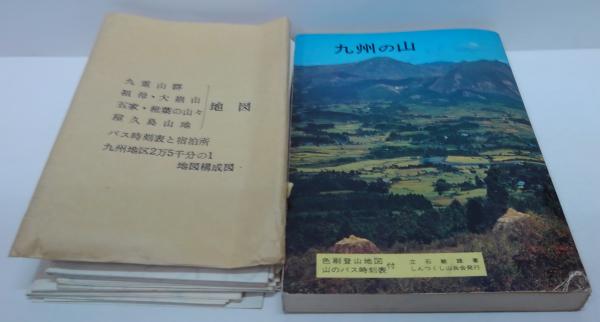 九重山群
祖母・大崩山
五家・椎葉の山々
屋久島山地
地図
バス時刻表と宿泊所
九州地区2万5千分の1
地図構成図
九州の山
色刷登山地図
山のバス時刻表
付
立石敏雄著
しんつくし山岳会発行